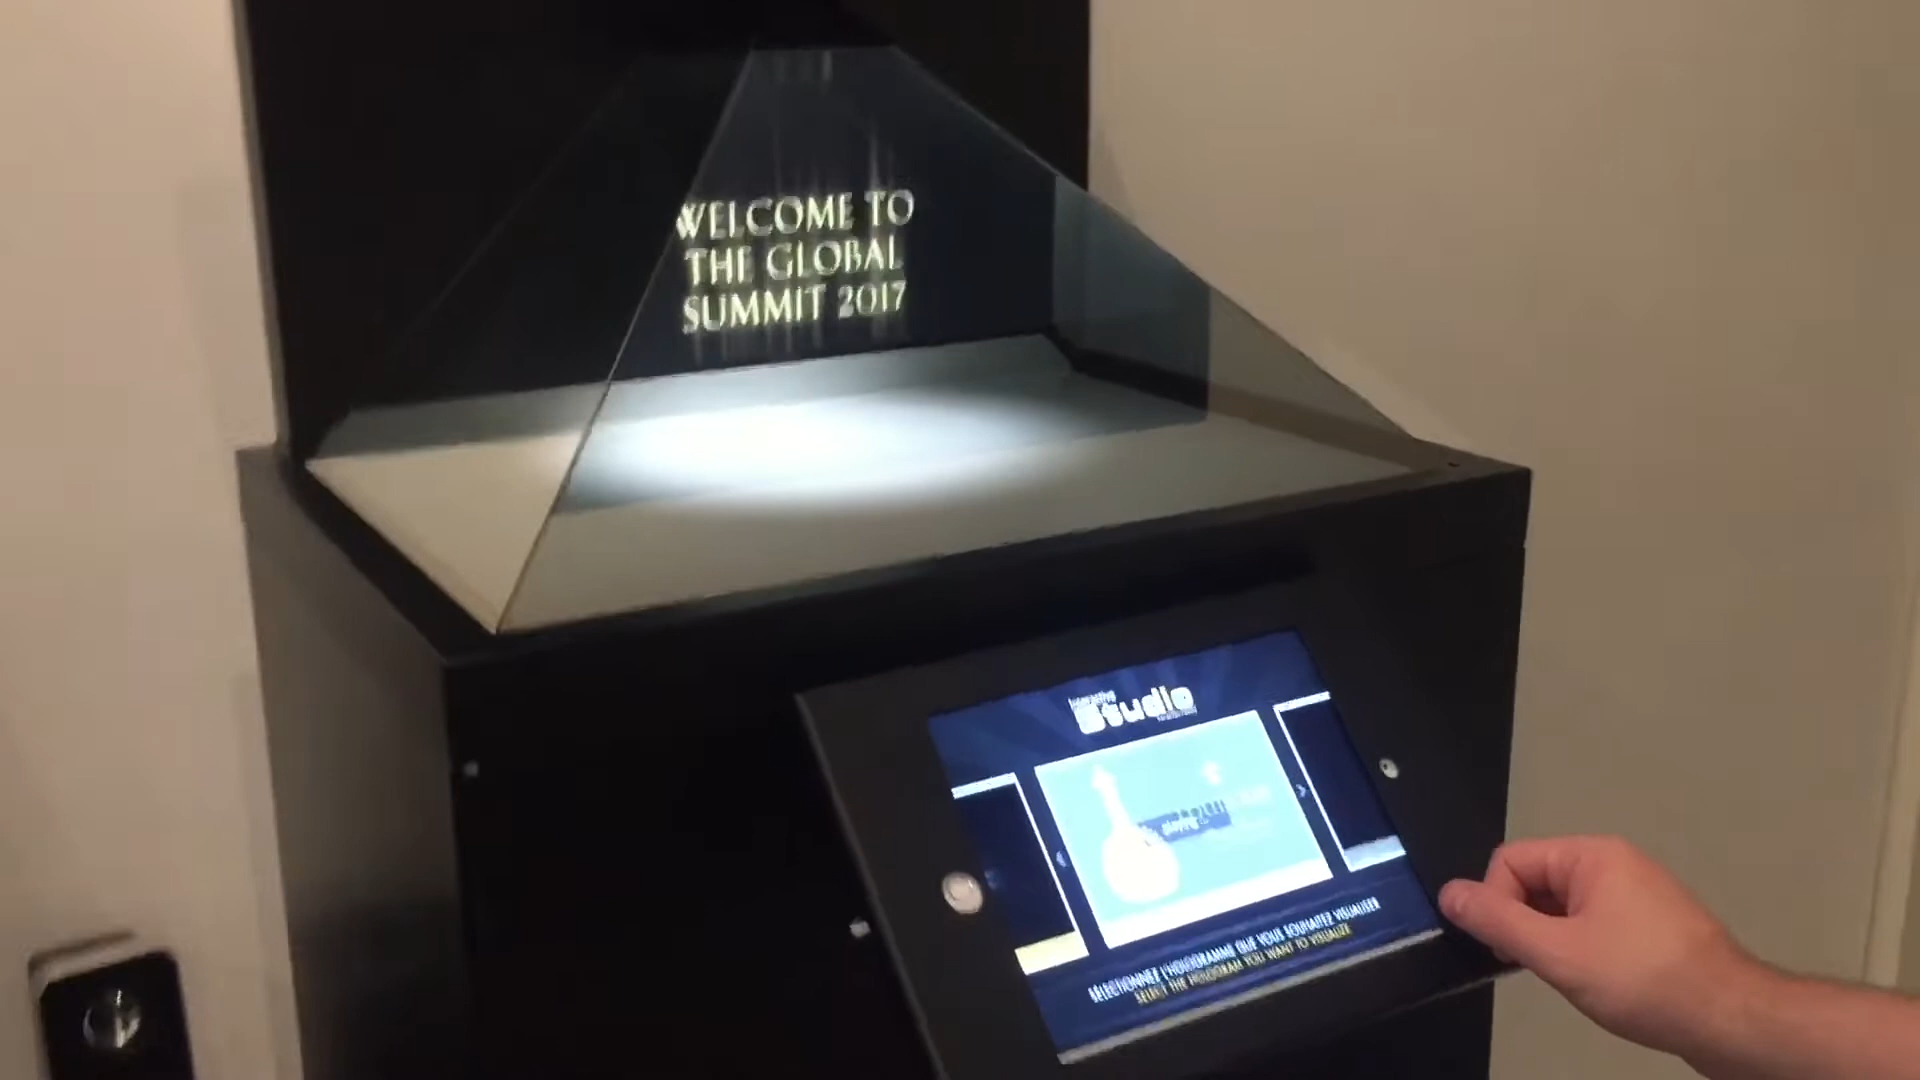 WELCOME TO
THE GLOBAL
SUMMIT 2017
Interactive
Studio
SÉLECTIONNEZ L'HOLOGRAMME QUE VOUS SOUHAITEZ VISUALISER
SELECT THE HOLOGRAM YOU WANT TO VISUALIZE